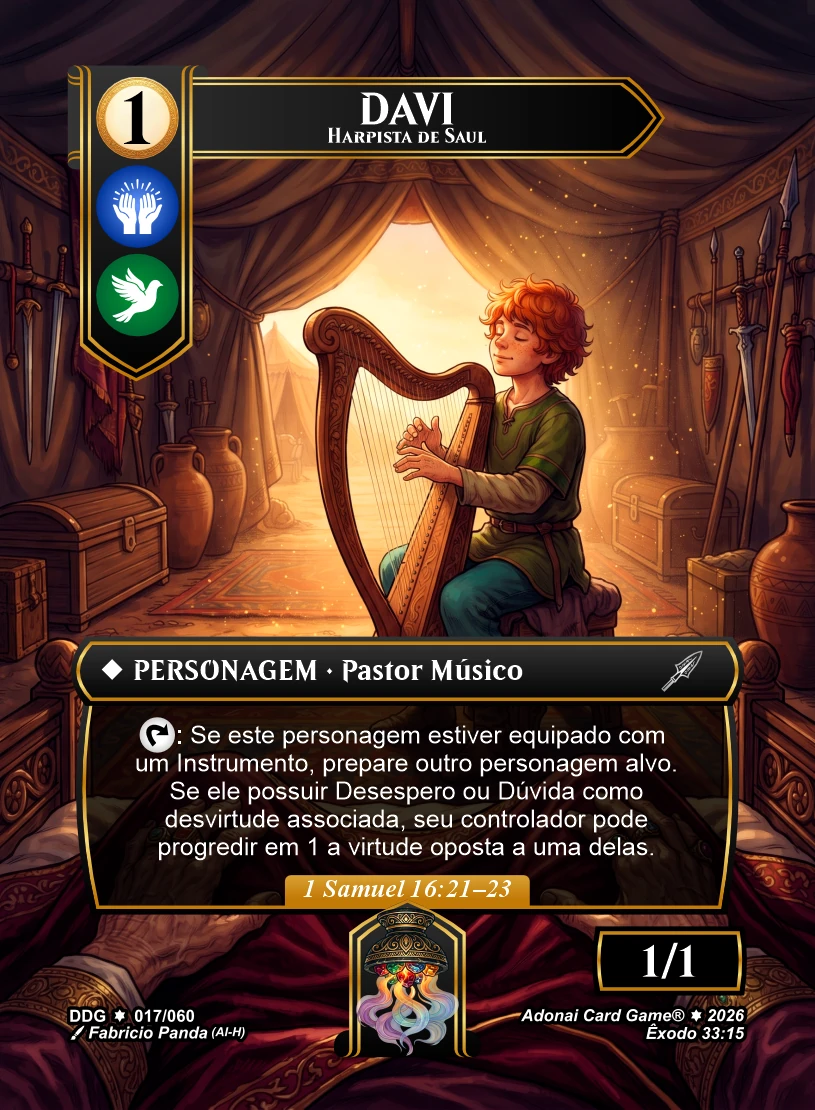 1
DAVI
Harpista de Saul
PERSONAGEM · Pastor Músico
: Se este personagem estiver equipado com
um Instrumento, prepare outro personagem alvo.
Se ele possuir Desespero ou Dúvida como
desvirtude associada, seu controlador pode
progredir em 1 a virtude oposta a uma delas.
1 Samuel 16:21–23
1/1
DDG ✶ 017/060
Fabricio Panda (AI-H)
Adonai Card Game® ✶ 2026
Êxodo 33:15